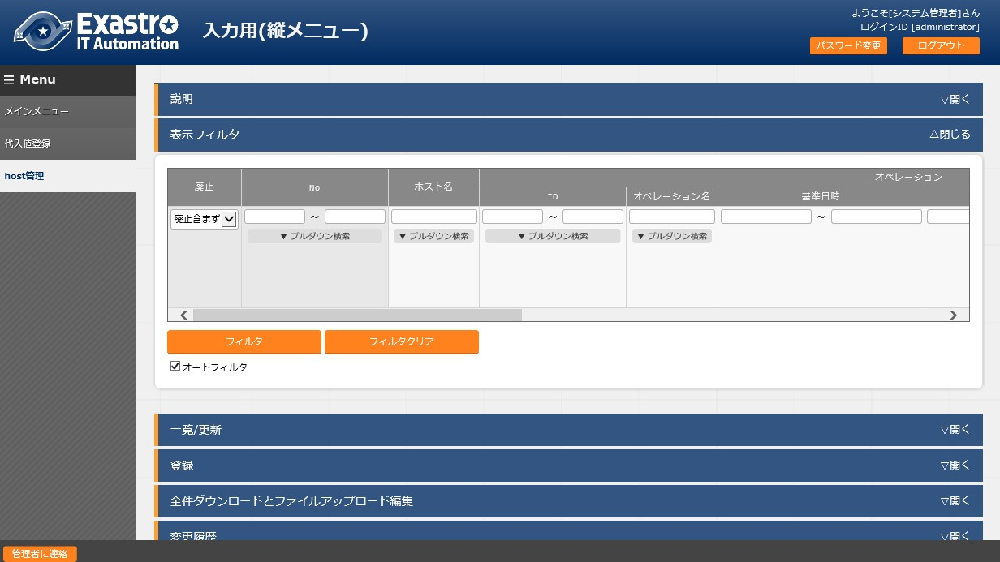 Exastro
IT Automation
入力用(縦メニュー)
ようこそ[システム管理者]さん
ログインID [administrator]
パスワード変更
ログアウト
Menu
メインメニュー
代入値登録
host管理
説明
▽開く
表示フィルタ
△閉じる
廃止
No
ホスト名
オペレーション
ID
オペレーション名
基準日時
廃止含まず
～
～
～
▼ プルダウン検索
▼ プルダウン検索
▼ プルダウン検索
▼ プルダウン検索
フィルタ
フィルタクリア
オートフィルタ
一覧/更新
▽開く
登録
▽開く
全件ダウンロードとファイルアップロード編集
▽開く
変更履歴
▽開く
管理者に連絡